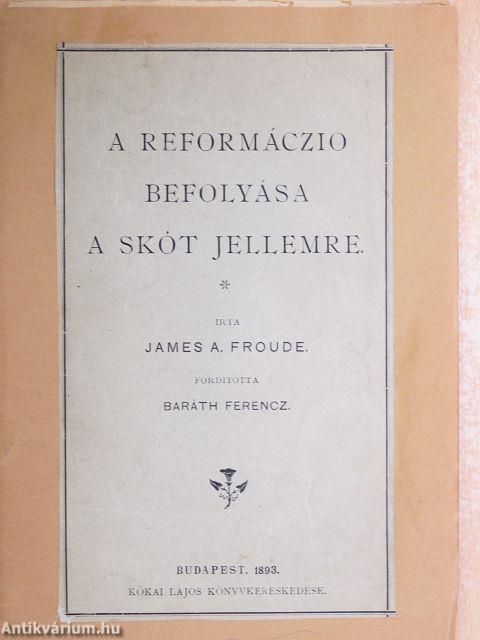 A REFORMÁCZIO
BEFOLYÁSA
A SKÓT JELLEMRE.
*
IRTA
JAMES A. FROUDE.
FORDITOTTA
BARÁTH FERENCZ.
BUDAPEST, 1893.
KÓKAI LAJOS KÖNYVKERESKEDÉSE.
Antikvárium.hu